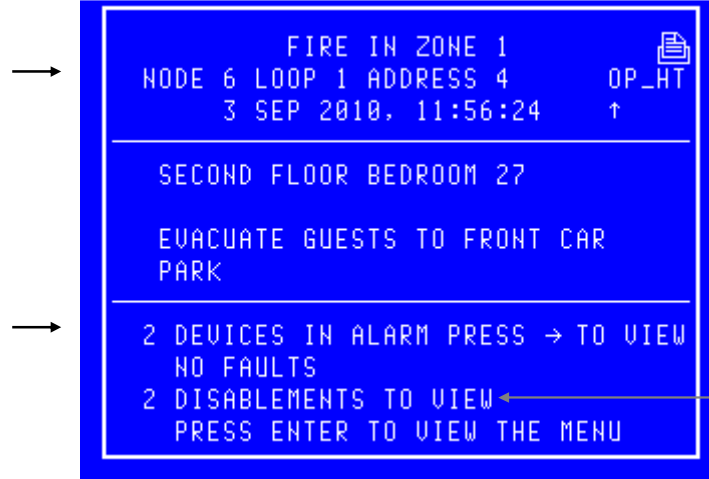 FIRE IN ZONE 1
NODE 6 LOOP 1 ADDRESS 4 OP_HT
3 SEP 2010, 11:56:24 ↑
SECOND FLOOR BEDROOM 27
EVACUATE GUESTS TO FRONT CAR
PARK
2 DEVICES IN ALARM PRESS → TO VIEW
NO FAULTS
2 DISABLEMENTS TO VIEW
PRESS ENTER TO VIEW THE MENU